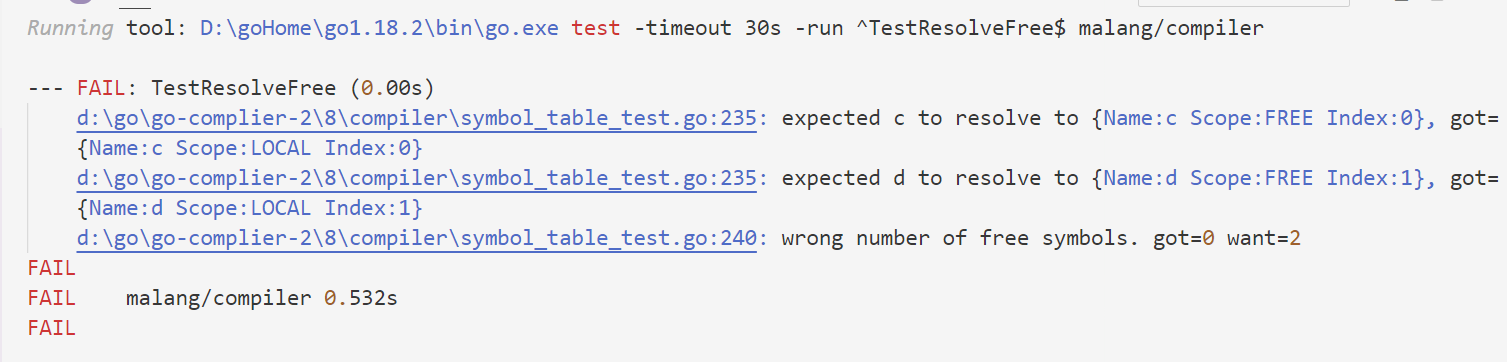 Running tool: D:\goHome\go1.18.2\bin\go.exe test -timeout 30s -run ^TestResolveFree$ malang/compiler
--- FAIL: TestResolveFree (0.00s)
d:\go\go-complier-2\8\compiler\symbol_table_test.go:235: expected c to resolve to {Name:c Scope:FREE Index:0}, got=
{Name:c Scope:LOCAL Index:0}
d:\go\go-complier-2\8\compiler\symbol_table_test.go:235: expected d to resolve to {Name:d Scope:FREE Index:1}, got=
{Name:d Scope:LOCAL Index:1}
d:\go\go-complier-2\8\compiler\symbol_table_test.go:240: wrong number of free symbols. got=0 want=2
FAIL
FAIL    malang/compiler 0.532s
FAIL